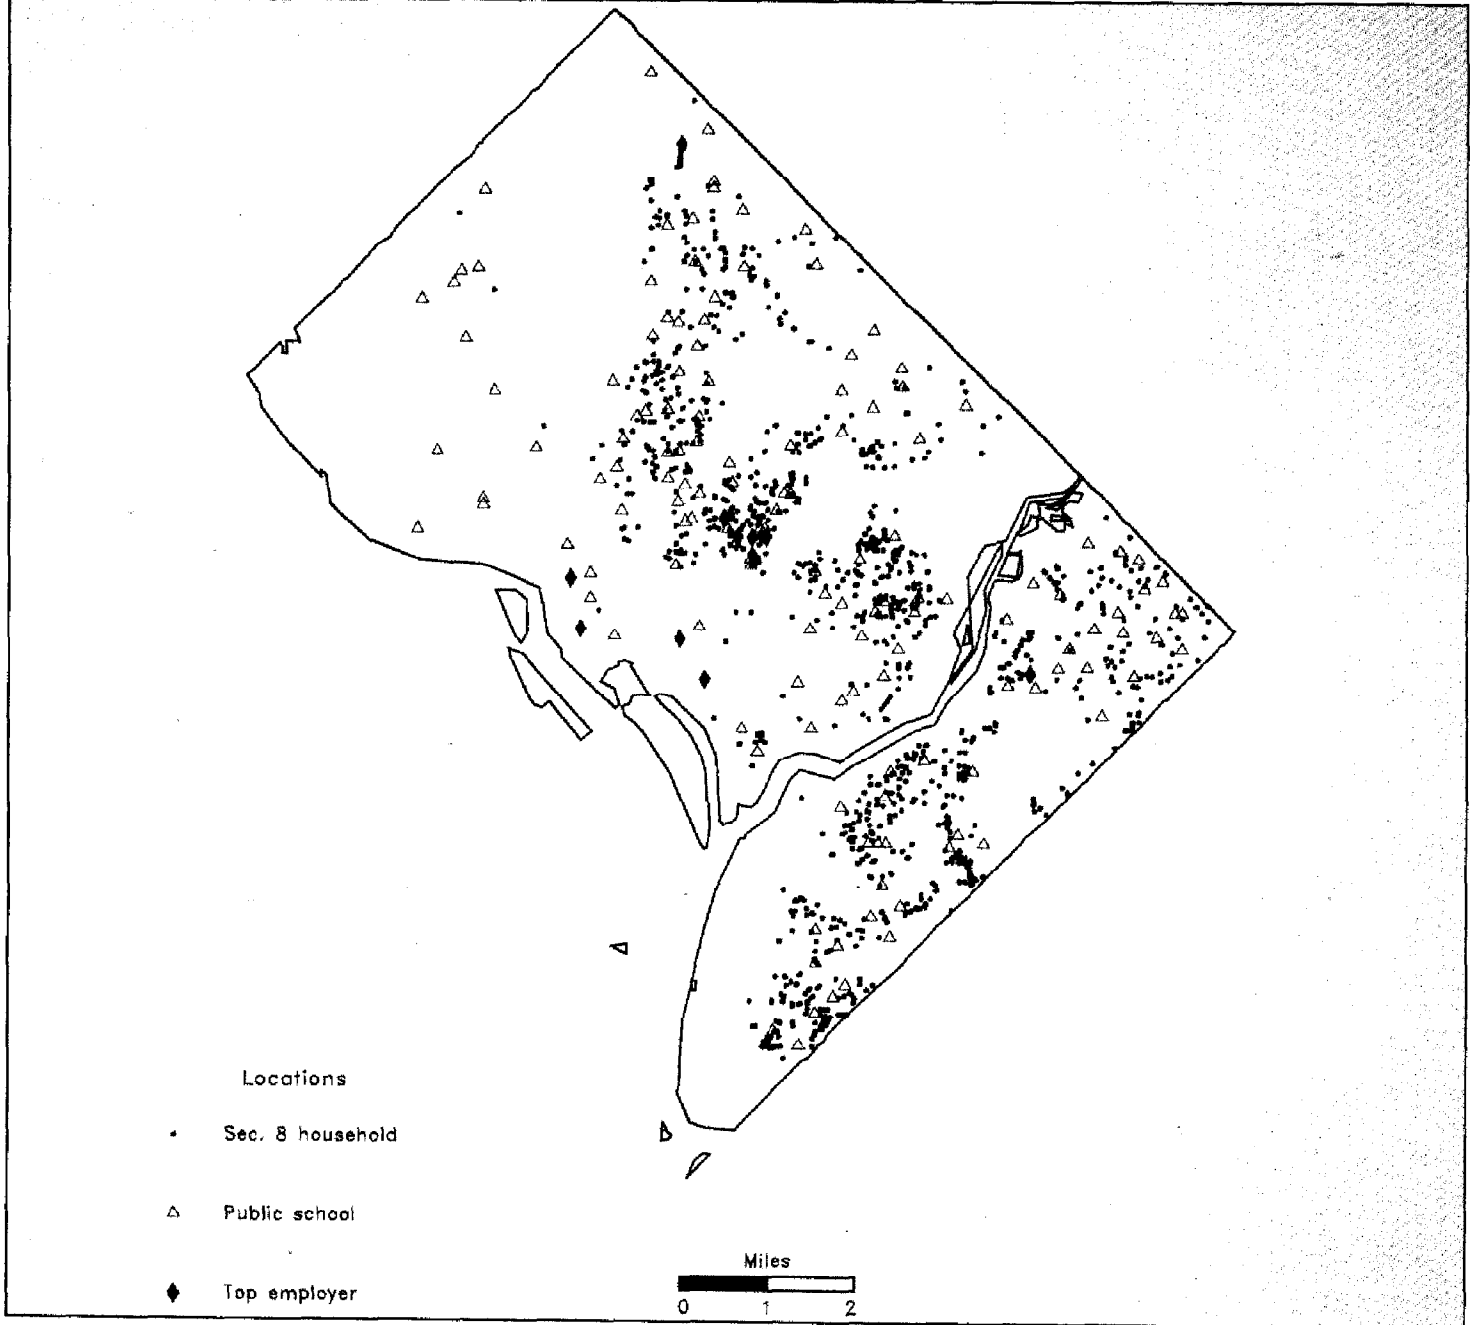 Locations
Sec. 8 household
Public school
Top employer
Miles
0 1 2